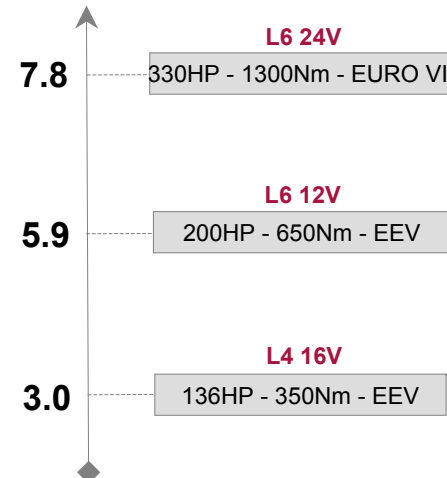 L6 24V
7.8
330HP - 1300Nm - EURO VI
L6 12V
5.9
200HP - 650Nm - EEV
L4 16V
3.0
136HP - 350Nm - EEV